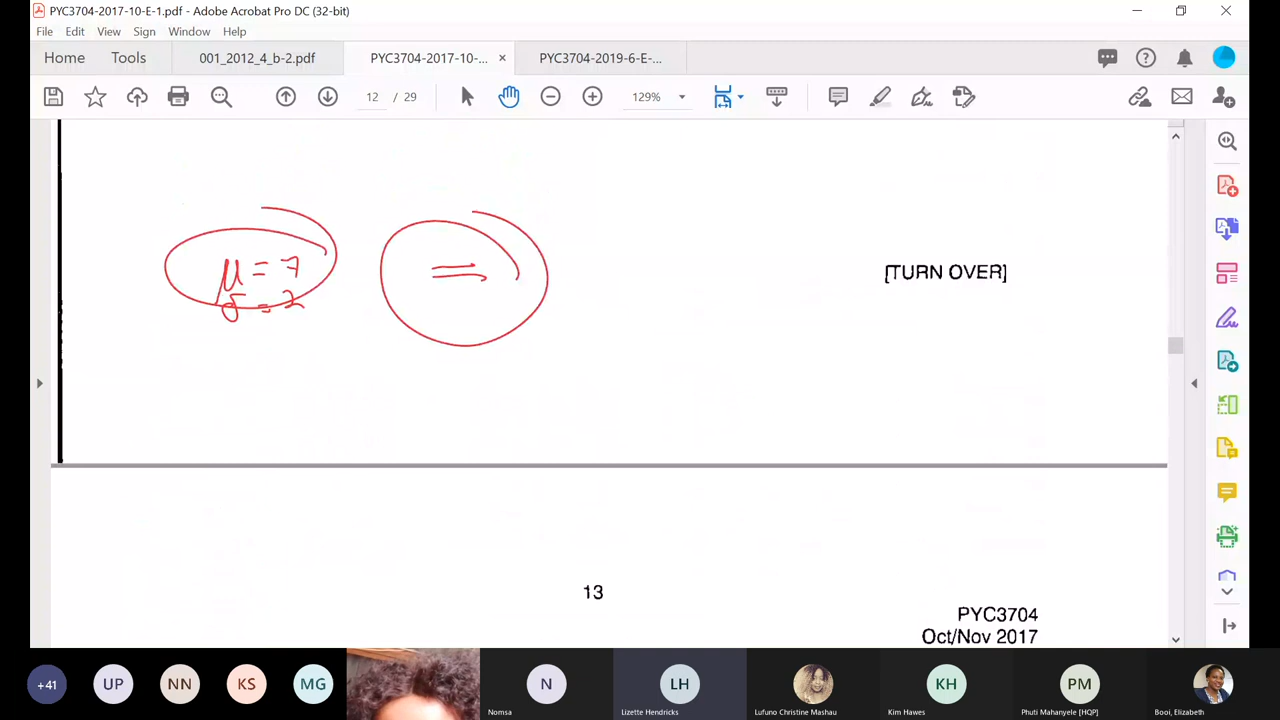 PYC3704-2017-10-E-1.pdf - Adobe Acrobat Pro DC (32-bit)
File Edit View Sign Window Help
Home Tools 001_2012_4_b-2.pdf PYC3704-2017-10-... × PYC3704-2019-6-E-...
12 / 29 129%
μ = 7
σ = 2
=
[TURN OVER]
13
PYC3704
Oct/Nov 2017
+41 UP NN KS MG N LH KH PM
Nomsa Lizette Hendricks Lufuno Christine Mashau Kim Hawes Phuti Mahanyele [HQP] Booi, Elizabeth